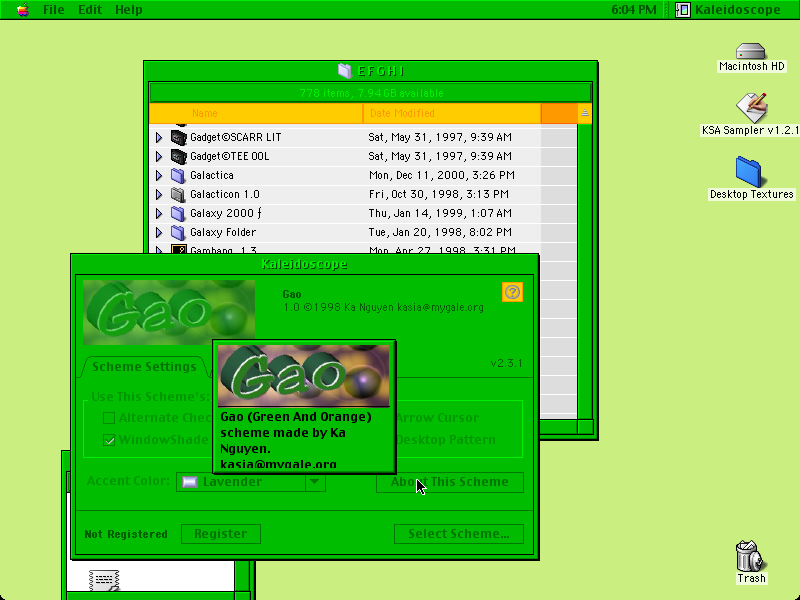 File Edit Help
6:04 PM Kaleidoscope
Macintosh HD
KSA Sampler v1.2.1
Desktop Textures
Trash
E F G H I
778 items, 7.94 GB available
Name Date Modified
Gadget©SCARR LIT Sat, May 31, 1997, 9:39 AM
Gadget©TEE OOL Sat, May 31, 1997, 9:39 AM
Galactica Mon, Dec 11, 2000, 3:26 PM
Galacticon 1.0 Fri, Oct 30, 1998, 3:13 PM
Galaxy 2000 ƒ Thu, Jan 14, 1999, 1:07 AM
Galaxy Folder Tue, Jan 20, 1998, 8:02 PM
Gambang 1.3 Mon, Apr 27, 1998, 3:31 PM
Kaleidoscope
Gao
Gao
1.0 ©1998 Ka Nguyen kasia@mygale.org
v2.3.1
Scheme Settings
Use This Scheme's:
Alternate Chec
Arrow Cursor
WindowShade
Desktop Pattern
Accent Color: Lavender
About This Scheme
Not Registered Register Select Scheme...
Gao
Gao (Green And Orange)
scheme made by Ka
Nguyen.
kasia@mygale.org